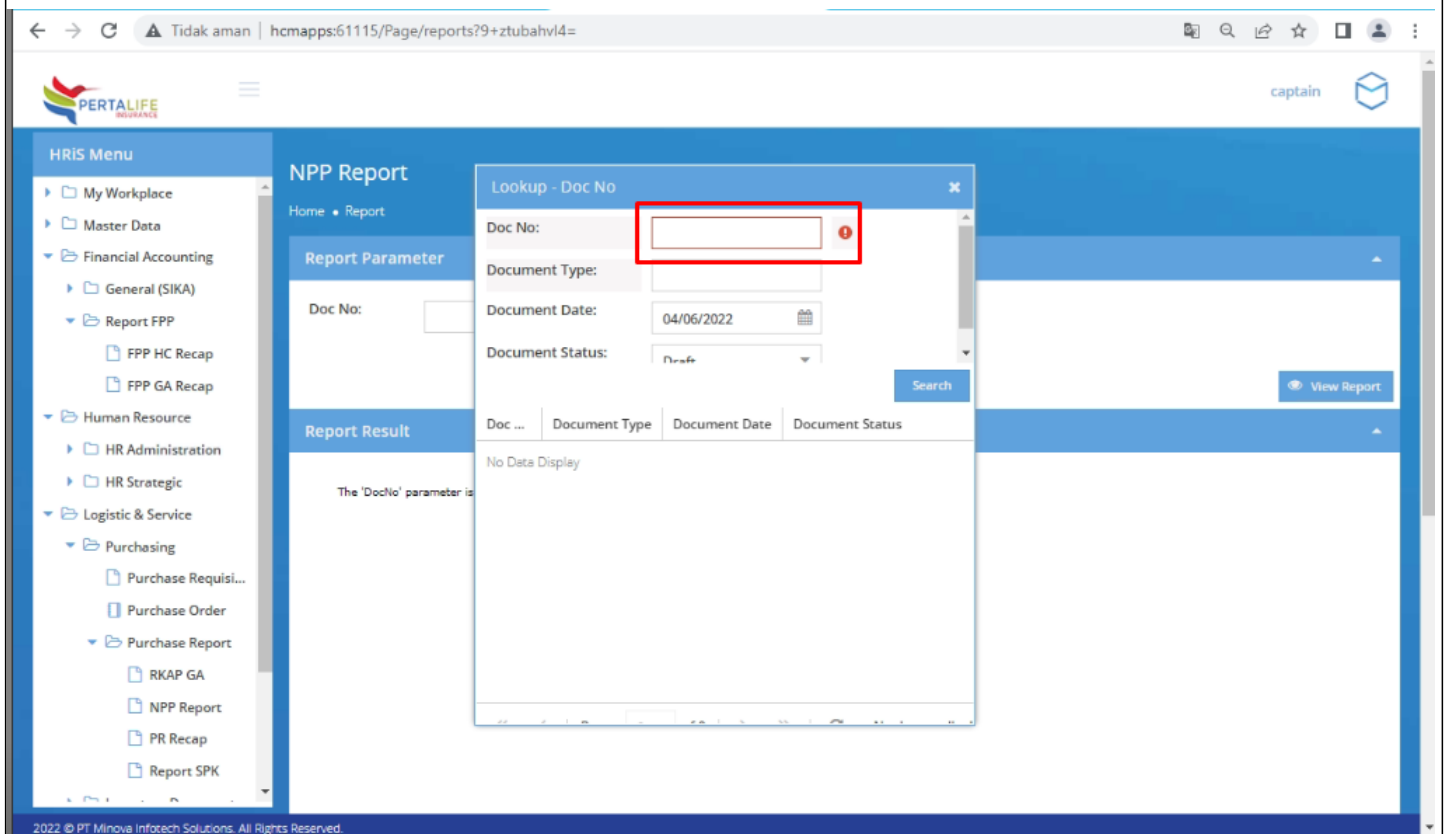 Tidak aman | hcmapps:61115/Page/reports?9+ztubahvl4=
PERTALIFE
INSURANCE
captain
HRiS Menu
My Workplace
Master Data
Financial Accounting
General (SIKA)
Report FPP
FPP HC Recap
FPP GA Recap
Human Resource
HR Administration
HR Strategic
Logistic & Service
Purchasing
Purchase Requisi...
Purchase Order
Purchase Report
RKAP GA
NPP Report
PR Recap
Report SPK
NPP Report
Home • Report
Report Parameter
Doc No:
View Report
Report Result
The 'DocNo' parameter is
Lookup - Doc No
Doc No:
Document Type:
Document Date: 04/06/2022
Document Status: Draft
Search
Doc ... Document Type Document Date Document Status
No Data Display
2022 © PT Minova Infotech Solutions. All Rights Reserved.